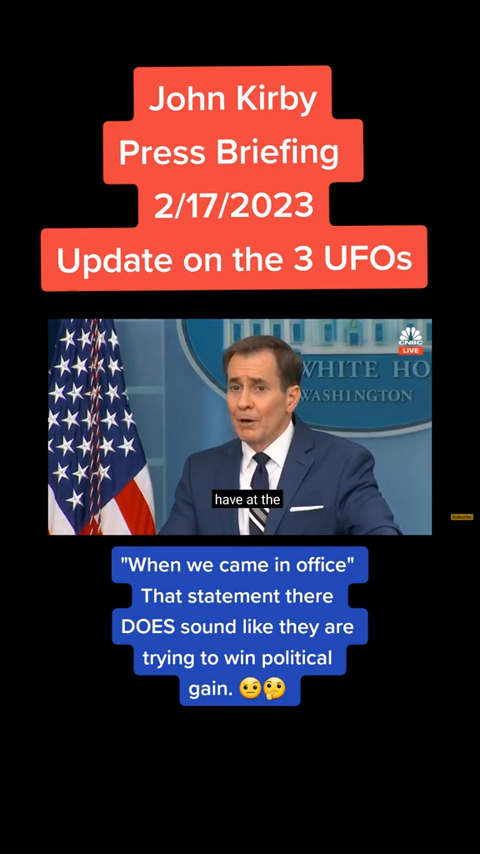 John Kirby
Press Briefing
2/17/2023
Update on the 3 UFOs
CNBC
LIVE
WHITE HO
WASHINGTON
have at the
Subscribe
"When we came in office"
That statement there
DOES sound like they are
trying to win political
gain. 🤨🤔